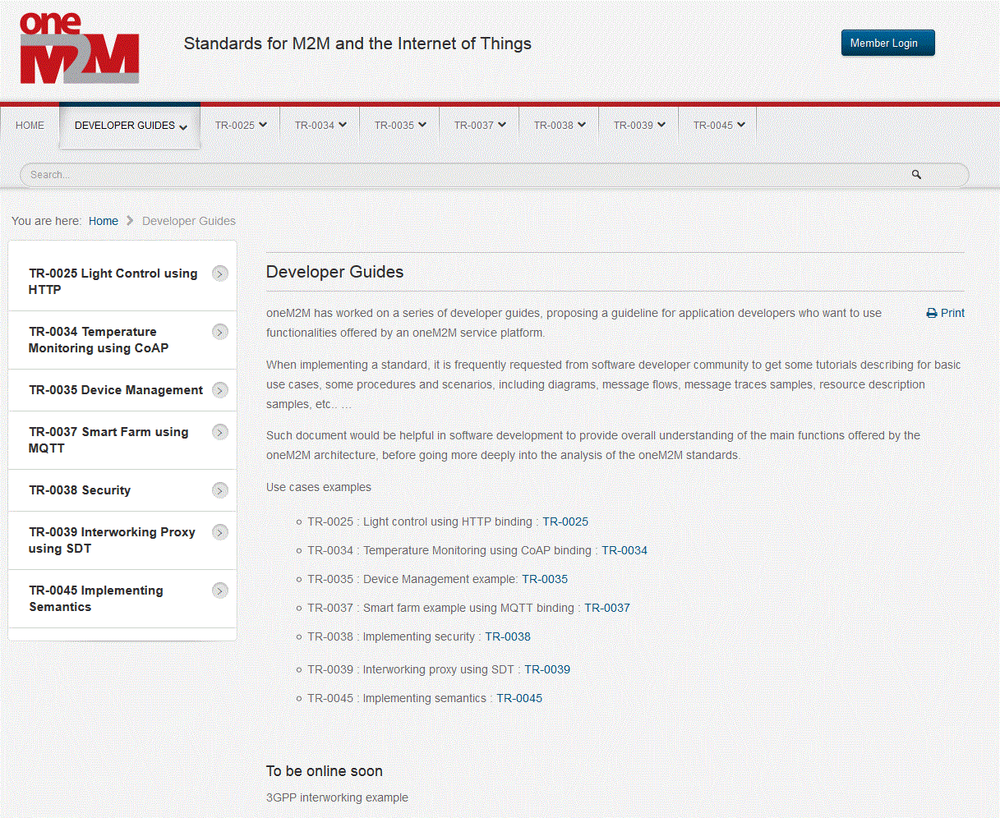 one
M2M
Standards for M2M and the Internet of Things
Member Login
HOME
DEVELOPER GUIDES
TR-0025
TR-0034
TR-0035
TR-0037
TR-0038
TR-0039
TR-0045
Search...
You are here: Home > Developer Guides
TR-0025 Light Control using
HTTP
TR-0034 Temperature
Monitoring using CoAP
TR-0035 Device Management
TR-0037 Smart Farm using
MQTT
TR-0038 Security
TR-0039 Interworking Proxy
using SDT
TR-0045 Implementing
Semantics
Developer Guides
Print
oneM2M has worked on a series of developer guides, proposing a guideline for application developers who want to use
functionalities offered by an oneM2M service platform.
When implementing a standard, it is frequently requested from software developer community to get some tutorials describing for basic
use cases, some procedures and scenarios, including diagrams, message flows, message traces samples, resource description
samples, etc.. …
Such document would be helpful in software development to provide overall understanding of the main functions offered by the
oneM2M architecture, before going more deeply into the analysis of the oneM2M standards.
Use cases examples
TR-0025 : Light control using HTTP binding : TR-0025
TR-0034 : Temperature Monitoring using CoAP binding : TR-0034
TR-0035 : Device Management example: TR-0035
TR-0037 : Smart farm example using MQTT binding : TR-0037
TR-0038 : Implementing security : TR-0038
TR-0039 : Interworking proxy using SDT : TR-0039
TR-0045 : Implementing semantics : TR-0045
To be online soon
3GPP interworking example